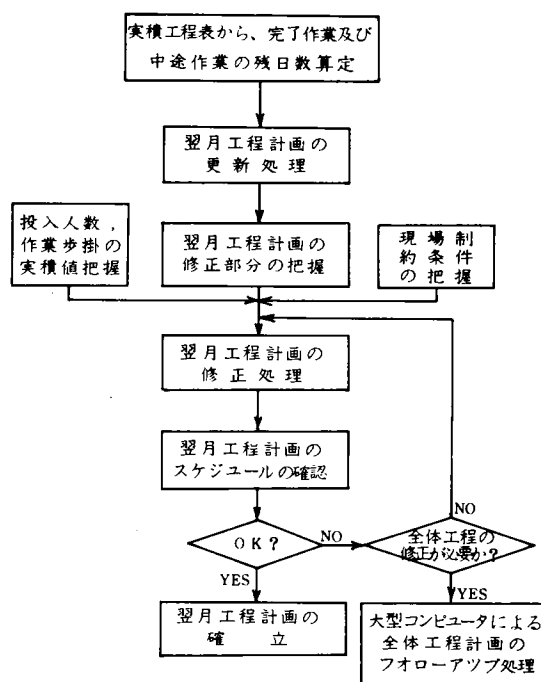 実積工程表から、完了作業及び
中途作業の残日数算定
翌月工程計画の
更新処理
投入人数，
作業歩掛の
実積値把握
翌月工程計画の
修正部分の把握
現場制
約条件
の把握
翌月工程計画の
修正処理
翌月工程計画の
スケジュールの確認
OK?
NO
全体工程の
修正が必要か?
NO
YES
YES
翌月工程計画の
確立
大型コンピュータによる
全体工程計画の
フォローアツプ処理